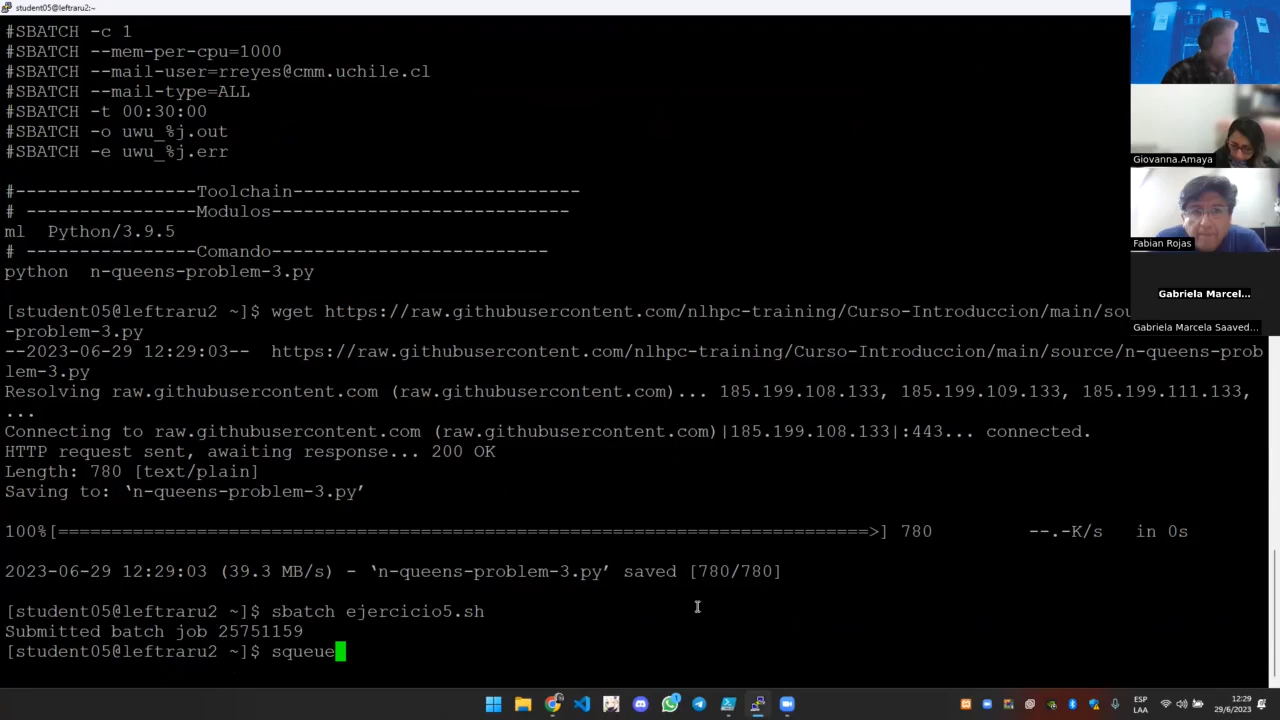 student05@leftraru2:~
#SBATCH -c 1
#SBATCH --mem-per-cpu=1000
#SBATCH --mail-user=rreyes@cmm.uchile.cl
#SBATCH --mail-type=ALL
#SBATCH -t 00:30:00
#SBATCH -o uwu_%j.out
#SBATCH -e uwu_%j.err
#-----------------Toolchain---------------------------
# ----------------Modulos----------------------------
ml  Python/3.9.5
# ----------------Comando--------------------------
python  n-queens-problem-3.py
[student05@leftraru2 ~]$ wget https://raw.githubusercontent.com/nlhpc-training/Curso-Introduccion/main/sou
-problem-3.py
--2023-06-29 12:29:03--  https://raw.githubusercontent.com/nlhpc-training/Curso-Introduccion/main/source/n-queens-prob
lem-3.py
Resolving raw.githubusercontent.com (raw.githubusercontent.com)... 185.199.108.133, 185.199.109.133, 185.199.111.133,
...
Connecting to raw.githubusercontent.com (raw.githubusercontent.com)|185.199.108.133|:443... connected.
HTTP request sent, awaiting response... 200 OK
Length: 780 [text/plain]
Saving to: ‘n-queens-problem-3.py’
100%[=============================================================================>] 780         --.-K/s   in 0s
2023-06-29 12:29:03 (39.3 MB/s) - ‘n-queens-problem-3.py’ saved [780/780]
[student05@leftraru2 ~]$ sbatch ejercicio5.sh
Submitted batch job 25751159
[student05@leftraru2 ~]$ squeue
Giovanna.Amaya
Fabian Rojas
Gabriela Marcel...
Gabriela Marcela Saaved...
ESP
LAA
12:29
29/6/2023